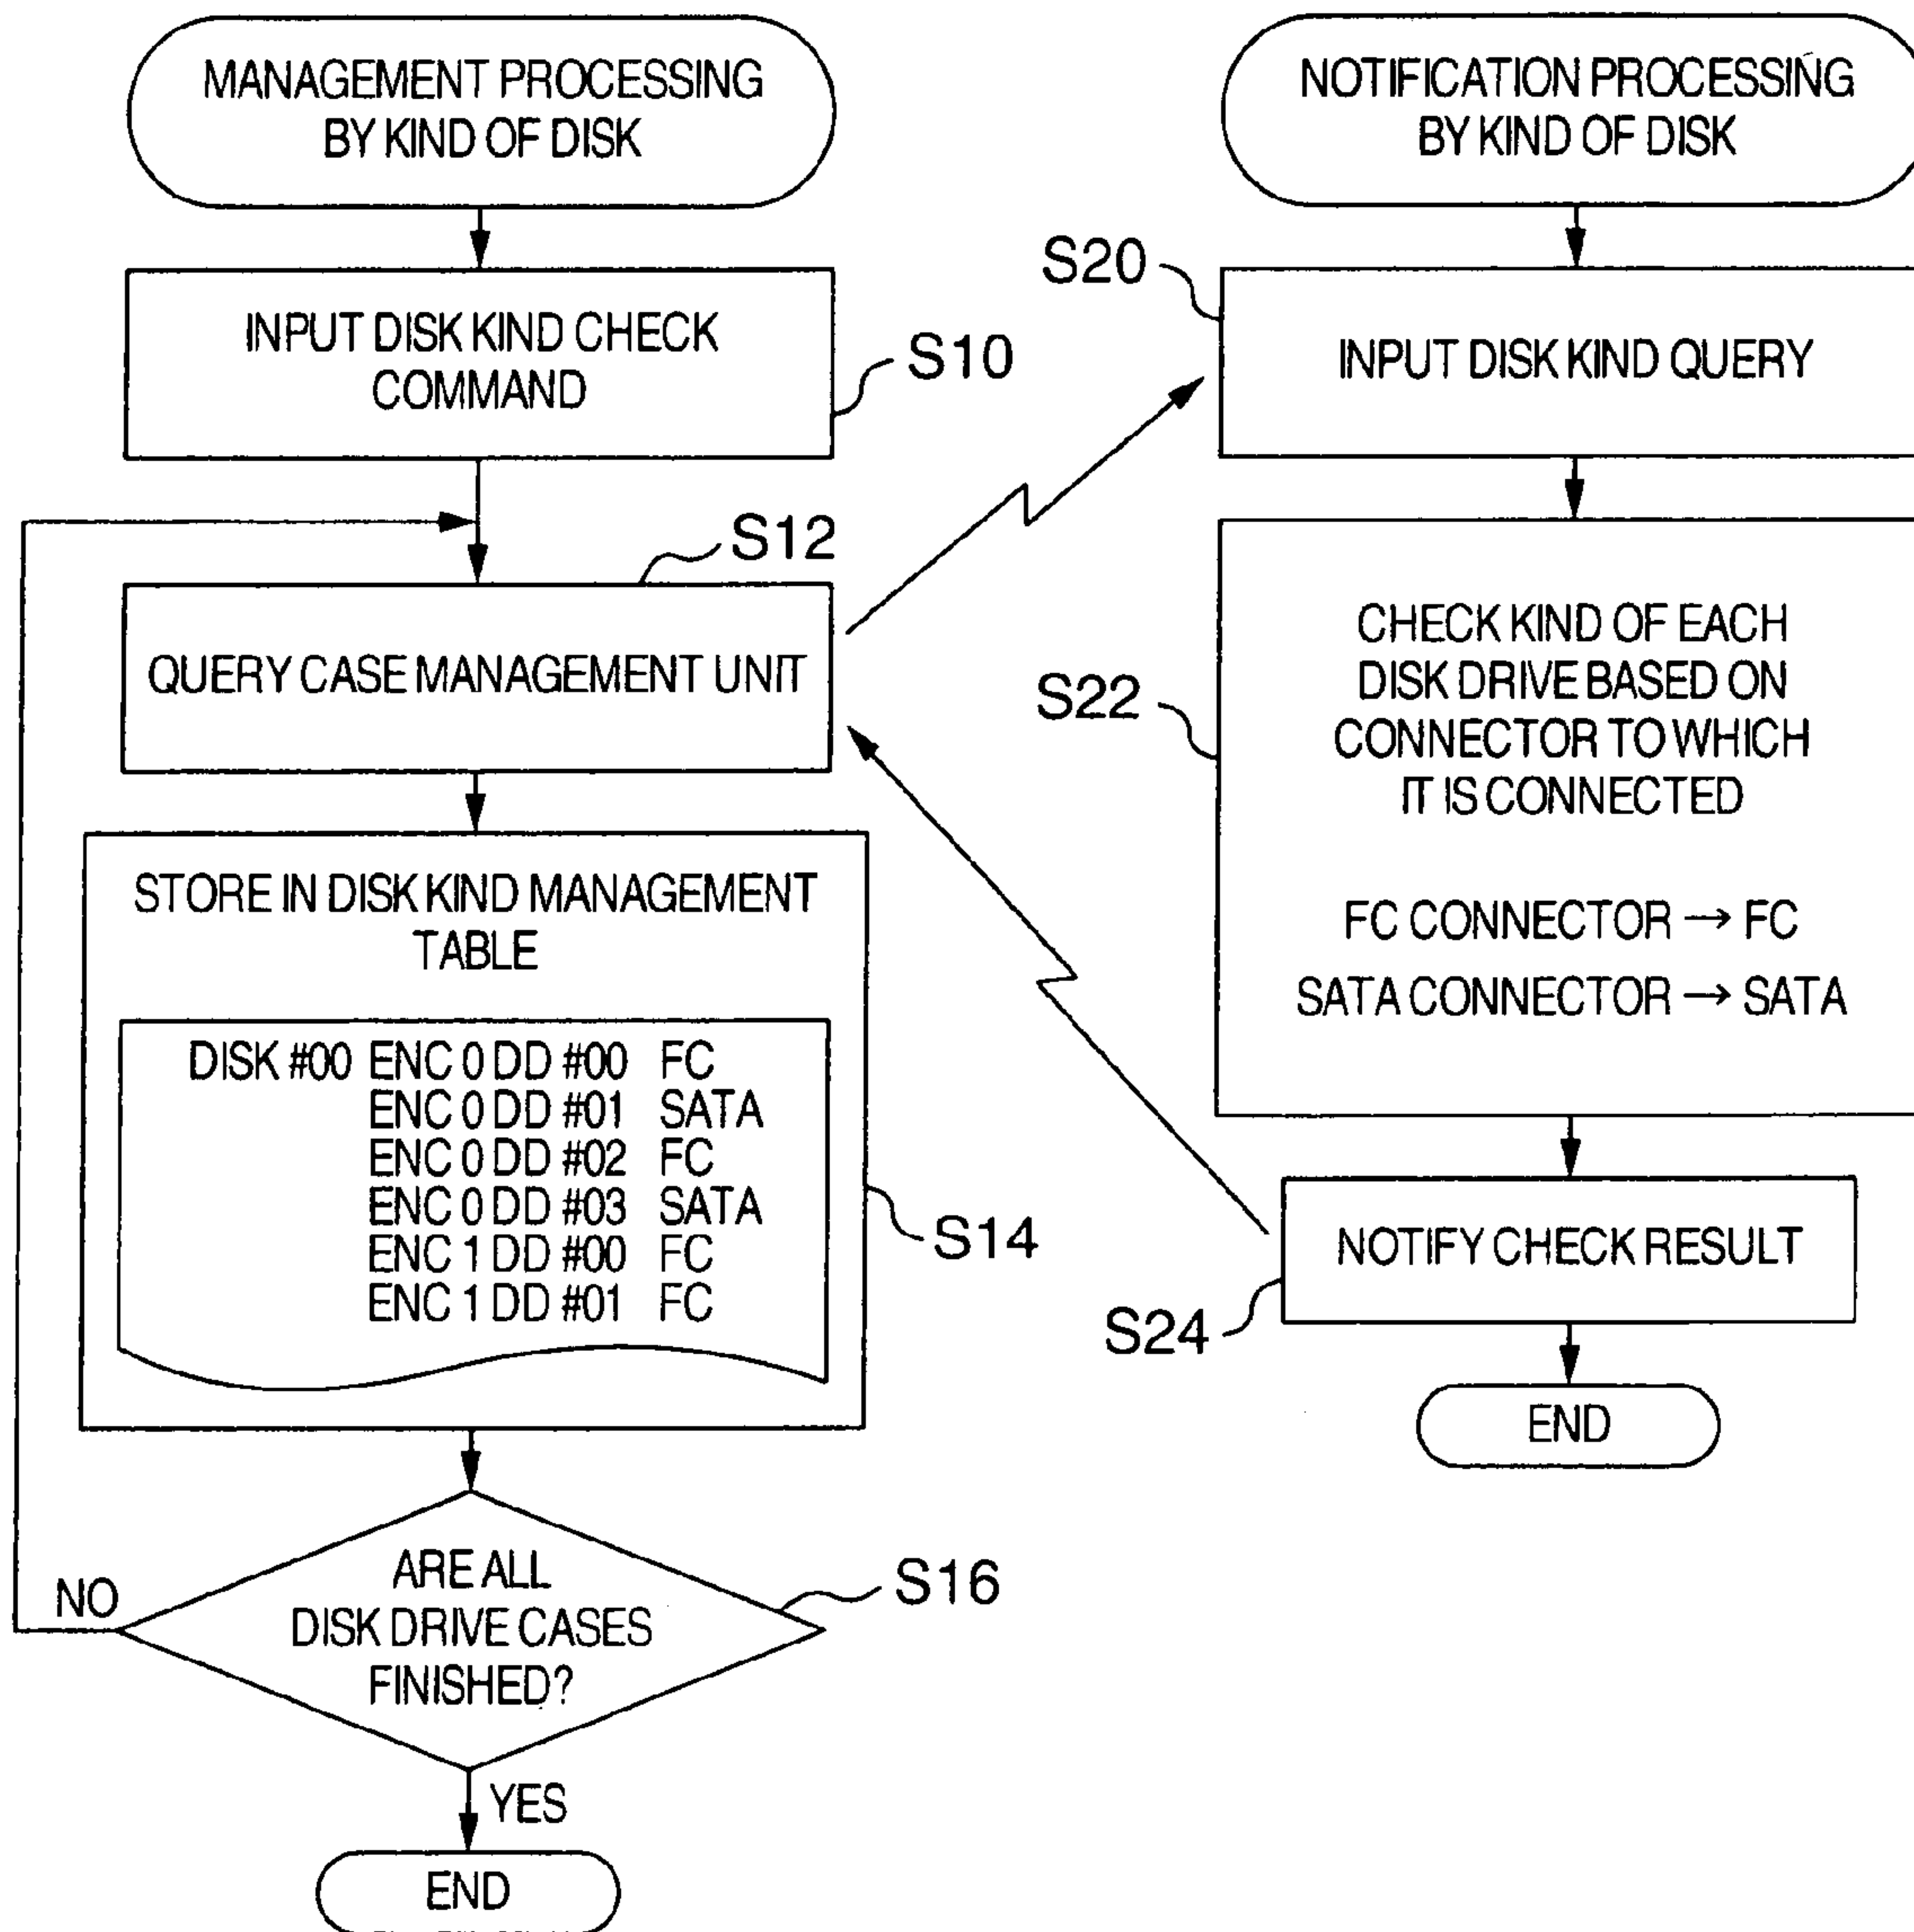 MANAGEMENT PROCESSING
BY KIND OF DISK
INPUT DISK KIND CHECK
COMMAND
S10
S12
QUERY CASE MANAGEMENT UNIT
STORE IN DISK KIND MANAGEMENT
TABLE
DISK #00 ENC 0 DD #00 FC
ENC 0 DD #01 SATA
ENC 0 DD #02 FC
ENC 0 DD #03 SATA
ENC 1 DD #00 FC
ENC 1 DD #01 FC
S14
ARE ALL
DISK DRIVE CASES
FINISHED?
S16
NO
YES
END
NOTIFICATION PROCESSING
BY KIND OF DISK
S20
INPUT DISK KIND QUERY
S22
CHECK KIND OF EACH
DISK DRIVE BASED ON
CONNECTOR TO WHICH
IT IS CONNECTED
FC CONNECTOR → FC
SATA CONNECTOR → SATA
NOTIFY CHECK RESULT
S24
END